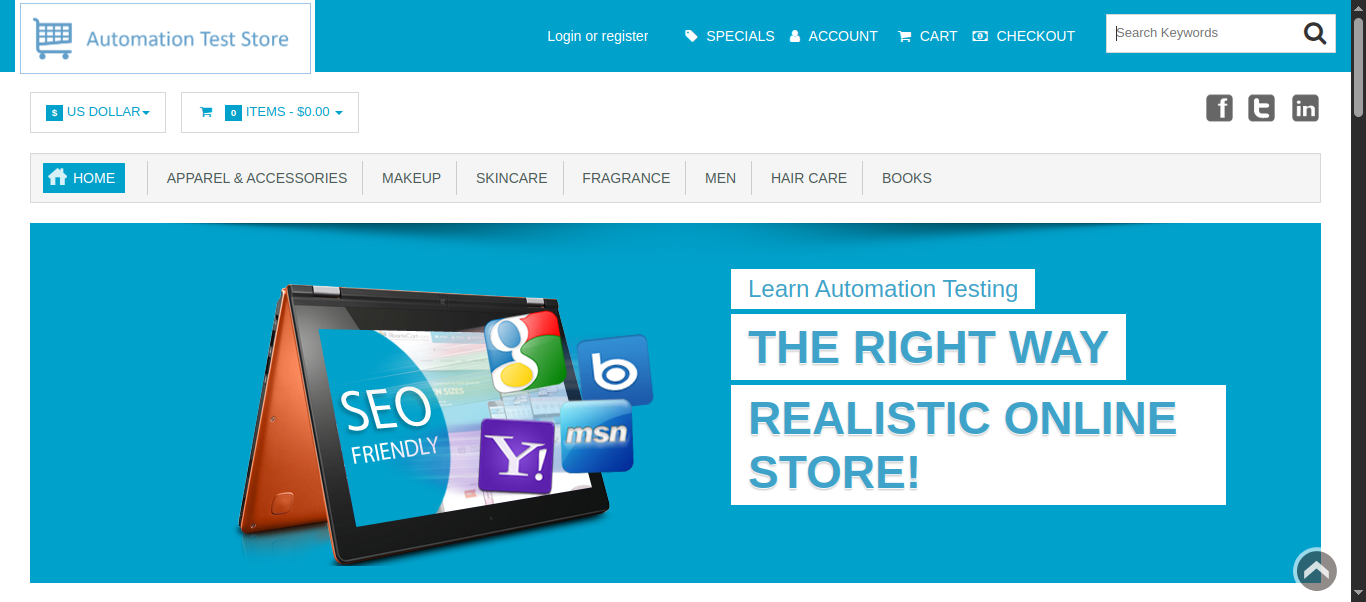 Automation Test Store
Login or register
SPECIALS
ACCOUNT
CART
CHECKOUT
Search Keywords
$ US DOLLAR
0 ITEMS - $0.00
f
t
in
HOME
APPAREL & ACCESSORIES
MAKEUP
SKINCARE
FRAGRANCE
MEN
HAIR CARE
BOOKS
Learn Automation Testing
THE RIGHT WAY
REALISTIC ONLINE
STORE!
SEO
FRIENDLY
g
b
msn
Y!